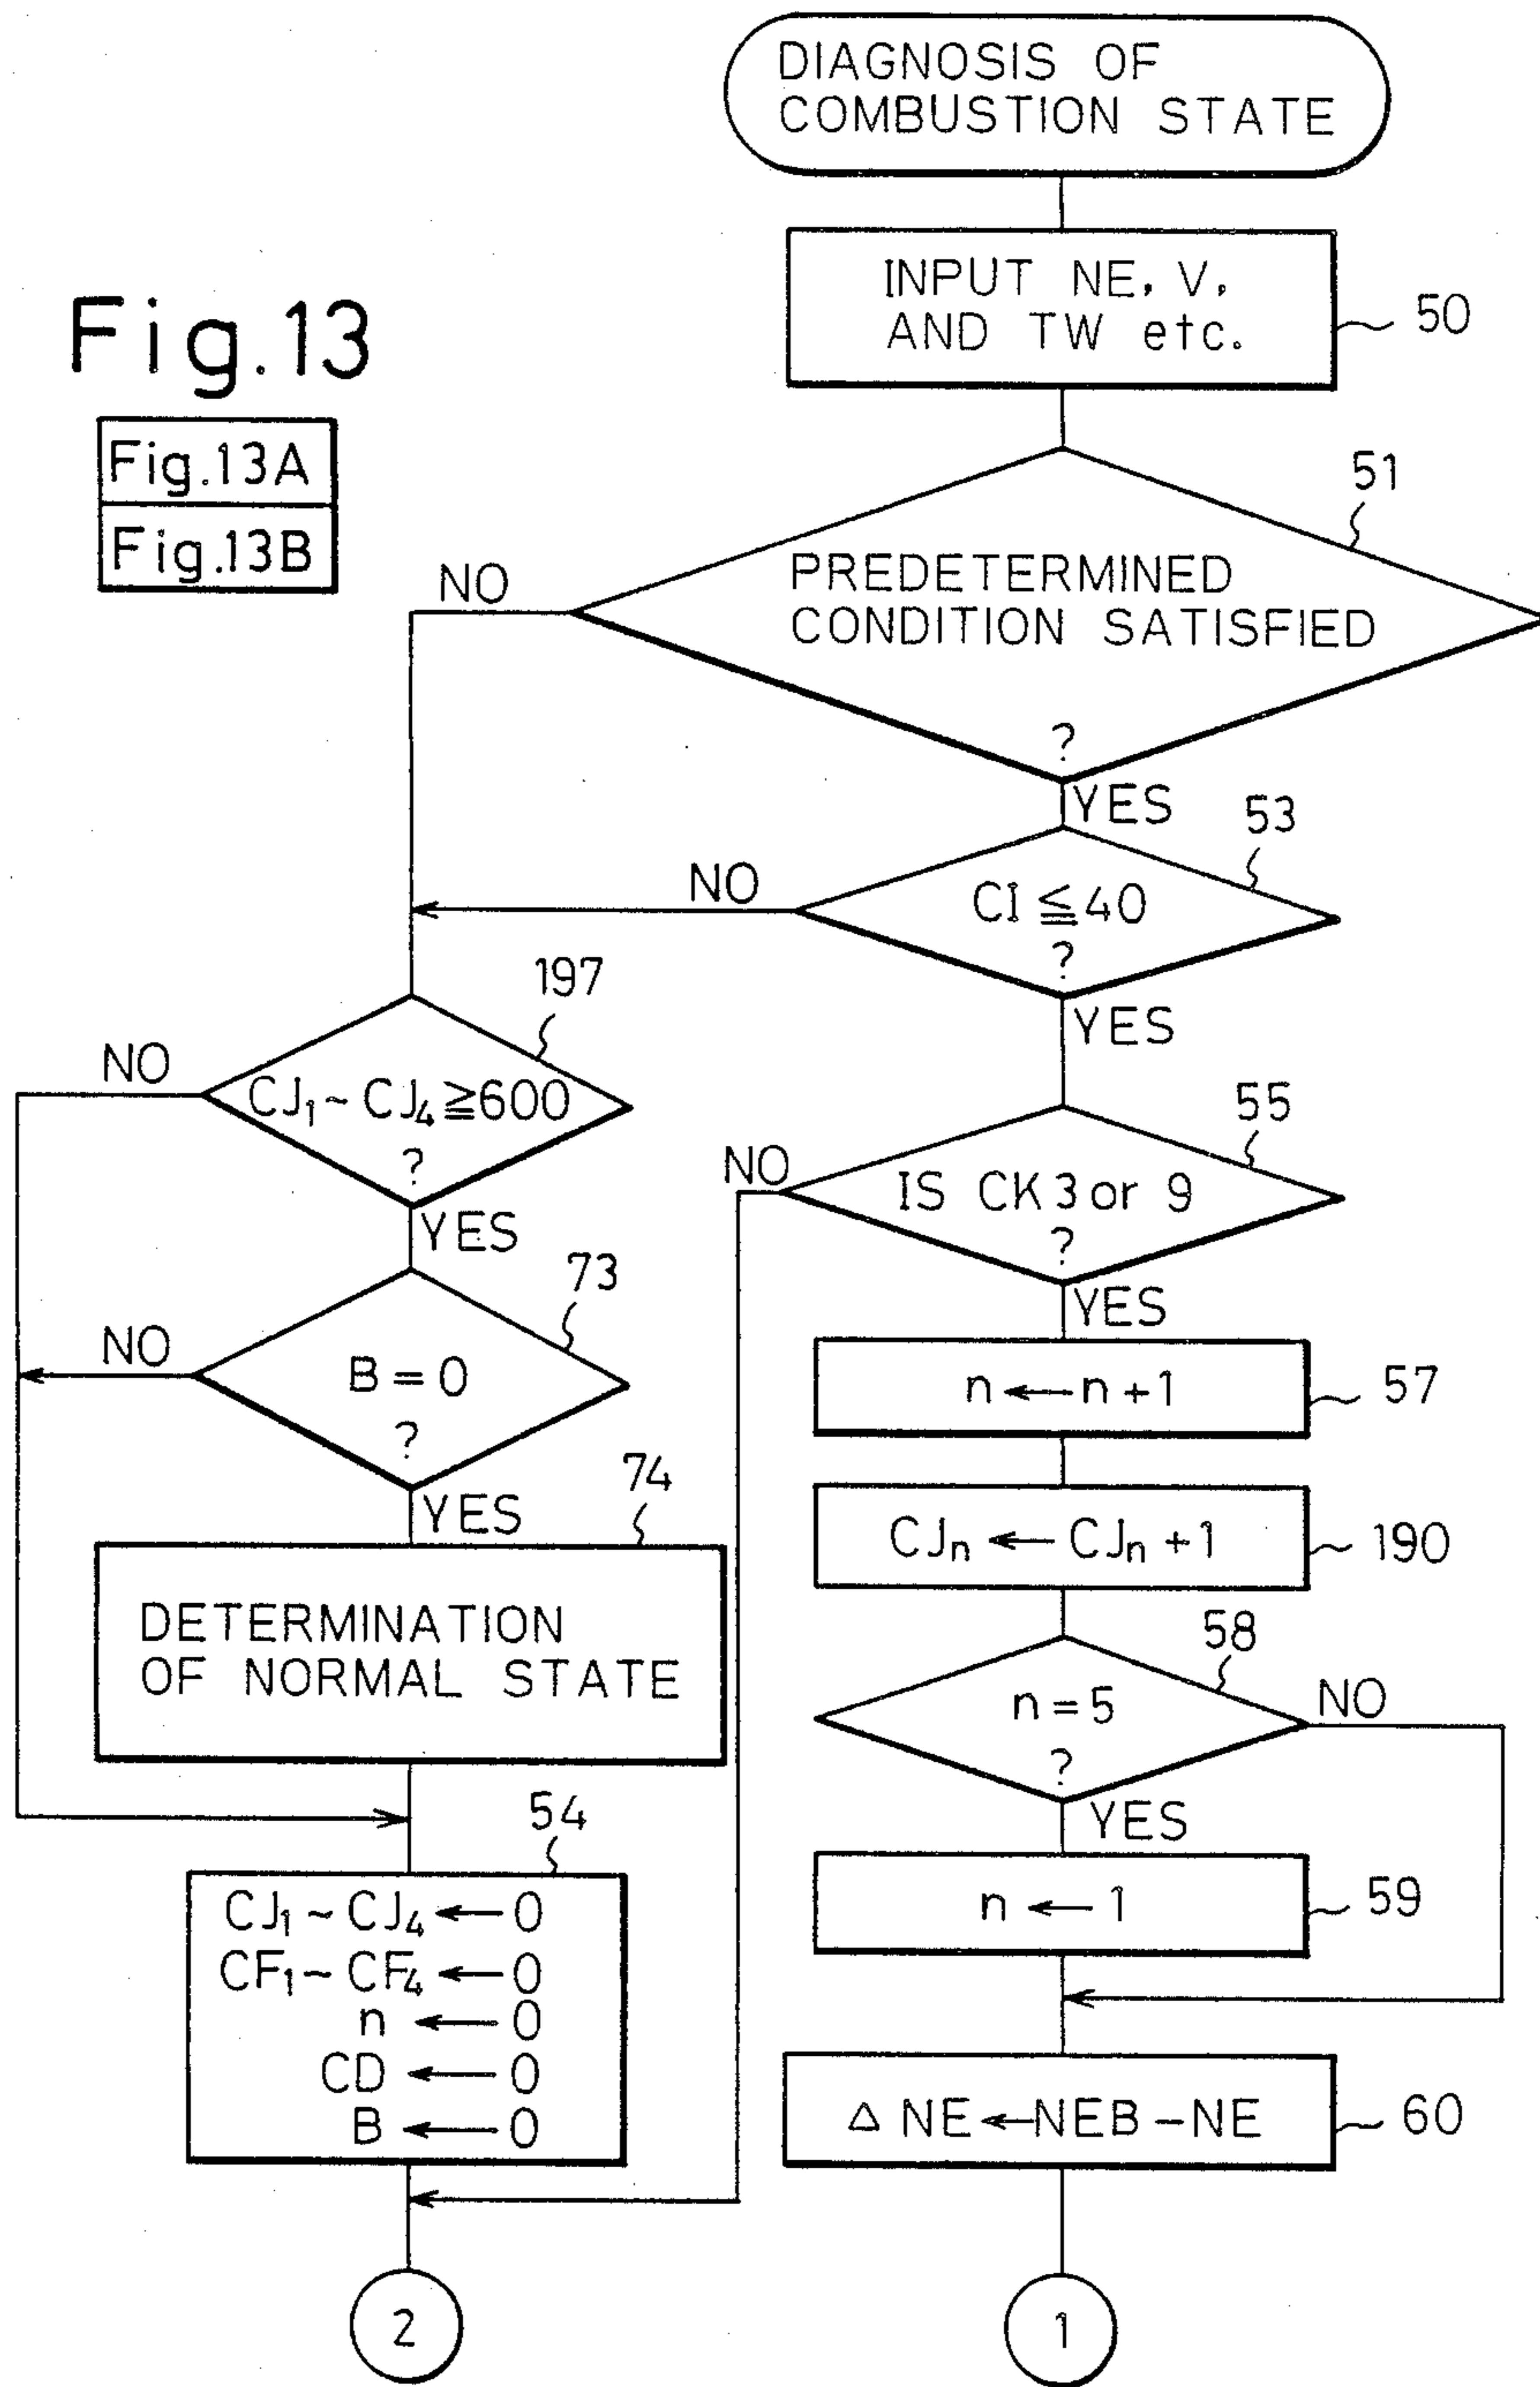 DIAGNOSIS OF
COMBUSTION STATE
INPUT NE, V,
AND TW etc.
50
Fig.13
Fig.13A
Fig.13B
51
PREDETERMINED
CONDITION SATISFIED
?
NO
YES
53
CI ≦ 40
?
NO
YES
197
CJ₁ ~ CJ₄ ≧ 600
?
NO
YES
55
IS CK 3 or 9
?
NO
YES
73
B = 0
?
NO
YES
57
n ← n + 1
74
DETERMINATION
OF NORMAL STATE
190
CJₙ ← CJₙ + 1
58
n = 5
?
NO
YES
54
CJ₁ ~ CJ₄ ← 0
CF₁ ~ CF₄ ← 0
n ← 0
CD ← 0
B ← 0
59
n ← 1
60
△ NE ← NEB − NE
2
1